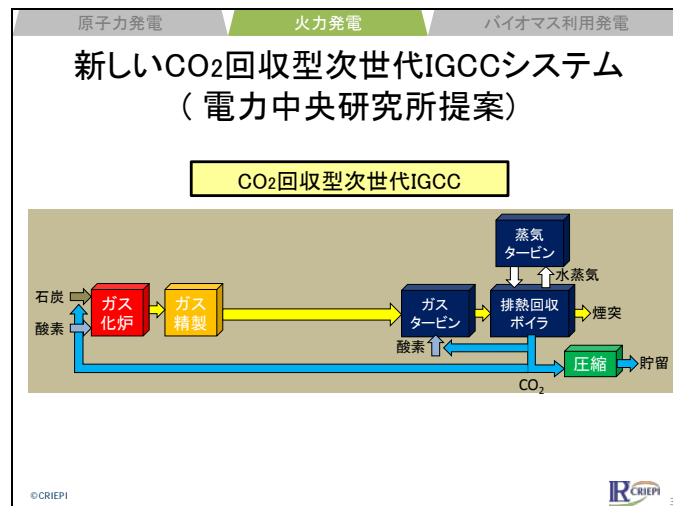 原子力発電
火力発電
バイオマス利用発電
新しいCO2回収型次世代IGCCシステム
( 電力中央研究所提案)
CO2回収型次世代IGCC
蒸気
タービン
水蒸気
石炭
酸素
ガス
化炉
ガス
精製
ガス
タービン
排熱回収
ボイラ
煙突
酸素
CO2
圧縮
貯留
©CRIEPI
CRIEPI